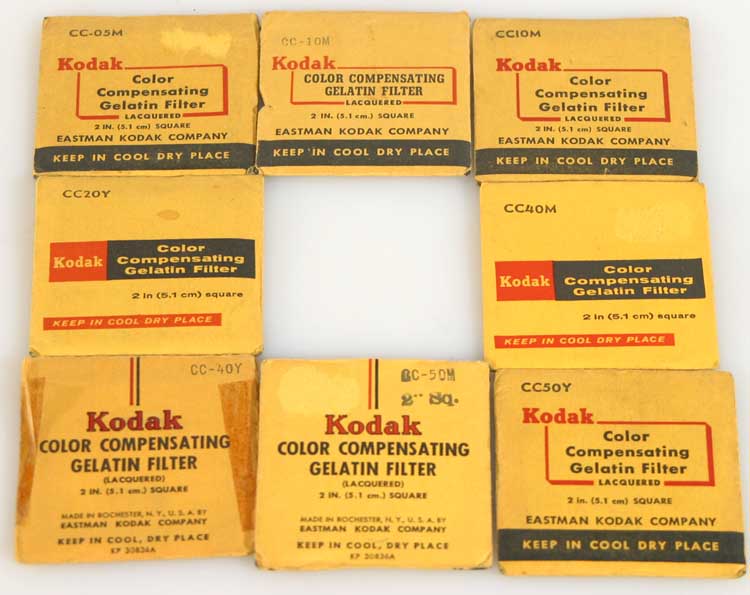 CC-05M
Kodak
Color
Compensating
Gelatin Filter
LACQUERED
2 IN. (5.1 cm) SQUARE
EASTMAN KODAK COMPANY
KEEP IN COOL DRY PLACE
CC-10M
Kodak
COLOR COMPENSATING
GELATIN FILTER
LACQUERED
2 IN. (5.1 cm.) SQUARE
EASTMAN KODAK COMPANY
KEEP IN COOL DRY PLACE
CC10M
Kodak
Color
Compensating
Gelatin Filter
LACQUERED
2 IN. (5.1 cm) SQUARE
EASTMAN KODAK COMPANY
KEEP IN COOL DRY PLACE
CC20Y
Kodak
Color
Compensating
Gelatin Filter
2 in (5.1 cm) square
KEEP IN COOL DRY PLACE
CC40M
Kodak
Color
Compensating
Gelatin Filter
2 in (5.1 cm) square
KEEP IN COOL DRY PLACE
CC-40Y
Kodak
COLOR COMPENSATING
GELATIN FILTER
(LACQUERED)
2 IN. (5.1 cm.) SQUARE
MADE IN ROCHESTER, N. Y., U. S. A. BY
EASTMAN KODAK COMPANY
KEEP IN COOL, DRY PLACE
KP 30836A
CC-50M
2" Sq.
Kodak
COLOR COMPENSATING
GELATIN FILTER
(LACQUERED)
2 IN. (5.1 cm.) SQUARE
MADE IN ROCHESTER, N. Y., U. S. A. BY
EASTMAN KODAK COMPANY
KEEP IN COOL, DRY PLACE
KP 30836A
CC50Y
Kodak
Color
Compensating
Gelatin Filter
LACQUERED
2 in. (5.1 cm) SQUARE
EASTMAN KODAK COMPANY
KEEP IN COOL DRY PLACE